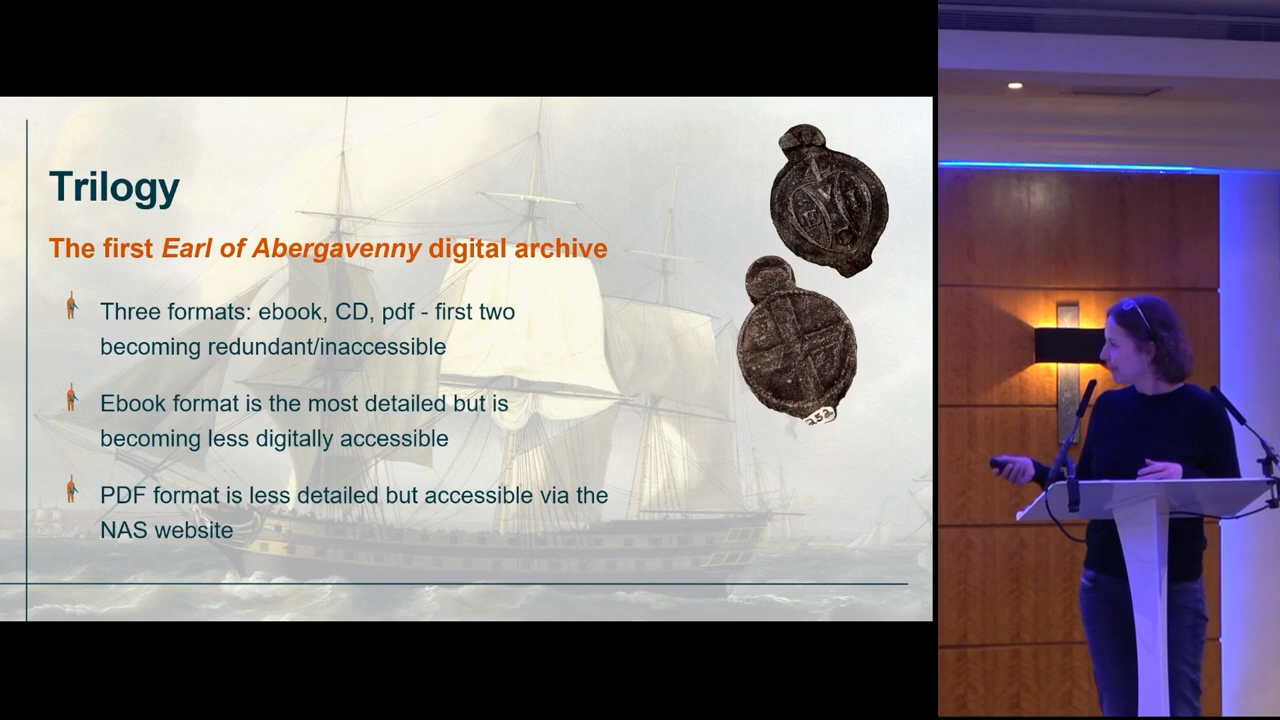 Trilogy
The first Earl of Abergavenny digital archive
Three formats: ebook, CD, pdf - first two
becoming redundant/inaccessible
Ebook format is the most detailed but is
becoming less digitally accessible
PDF format is less detailed but accessible via the
NAS website
252